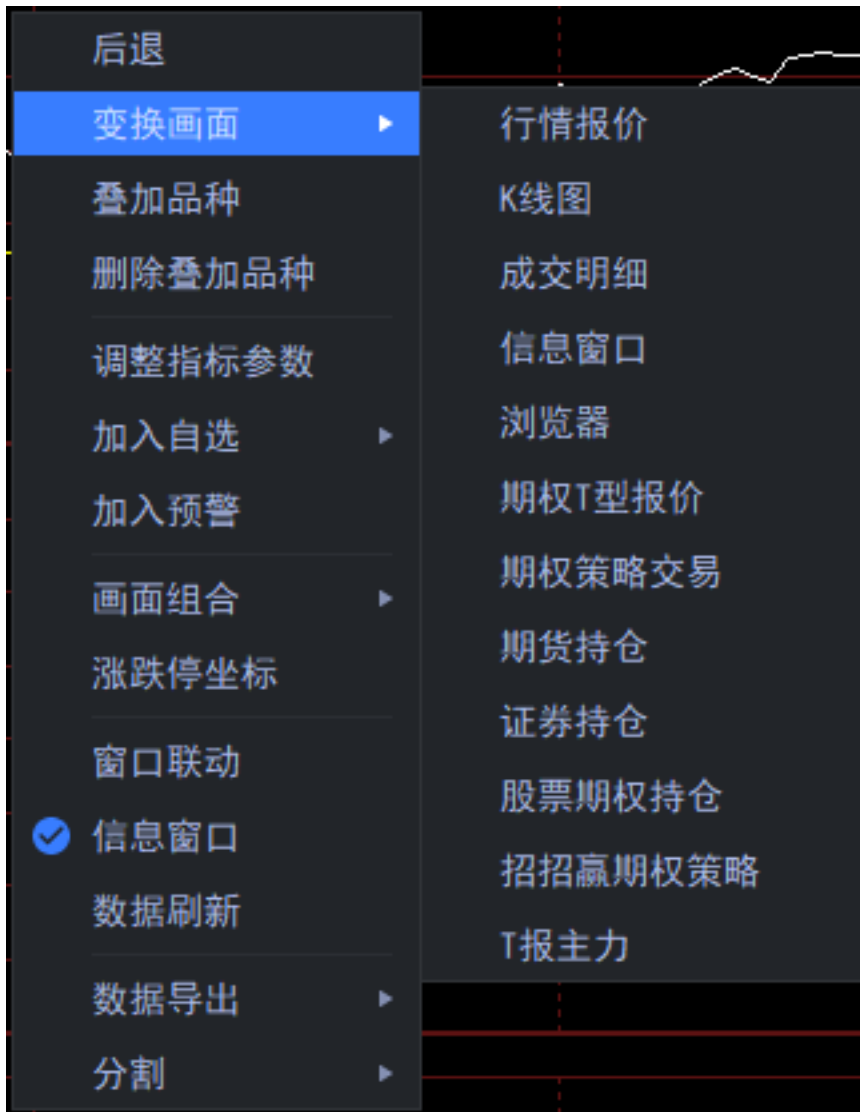 后退
变换画面
叠加品种
删除叠加品种
调整指标参数
加入自选
加入预警
画面组合
涨跌停坐标
窗口联动
信息窗口
数据刷新
数据导出
分割
行情报价
K线图
成交明细
信息窗口
浏览器
期权T型报价
期权策略交易
期货持仓
证券持仓
股票期权持仓
招招赢期权策略
T报主力